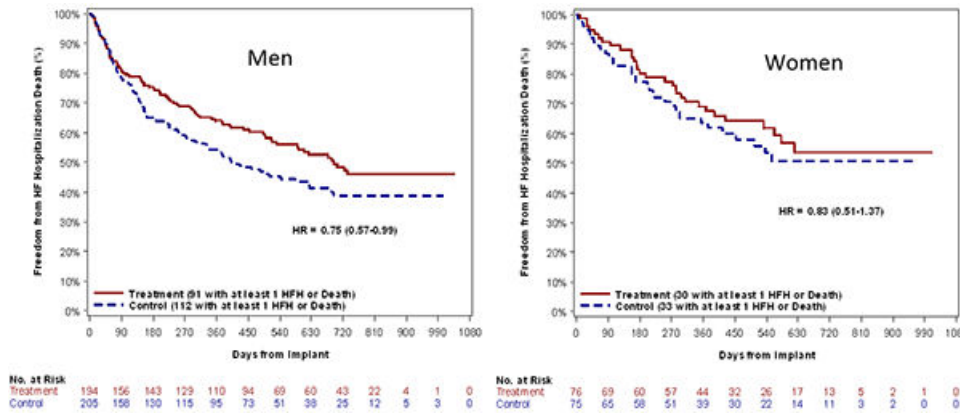 Men
Freedom from HF Hospitalization Death (%)
100%
90%
80%
70%
60%
50%
40%
30%
20%
10%
0%
HR = 0.75 (0.57-0.99)
Treatment (91 with at least 1 HFH or Death)
Control (112 with at least 1 HFH or Death)
0 90 180 270 360 450 540 630 720 810 900 990 1080
Days from Implant
No. at Risk
Treatment 194 156 143 129 110 94 69 60 43 22 4 1 0
Control 205 158 130 115 95 73 51 38 25 12 5 3 0
Women
Freedom from HF Hospitalization Death (%)
100%
90%
80%
70%
60%
50%
40%
30%
20%
10%
0%
HR = 0.83 (0.51-1.37)
Treatment (30 with at least 1 HFH or Death)
Control (33 with at least 1 HFH or Death)
0 90 180 270 360 450 540 630 720 810 900 990 1080
Days from Implant
No. at Risk
Treatment 76 69 60 57 44 32 26 17 13 5 2 1 0
Control 75 65 58 51 39 30 22 14 11 3 2 0 0